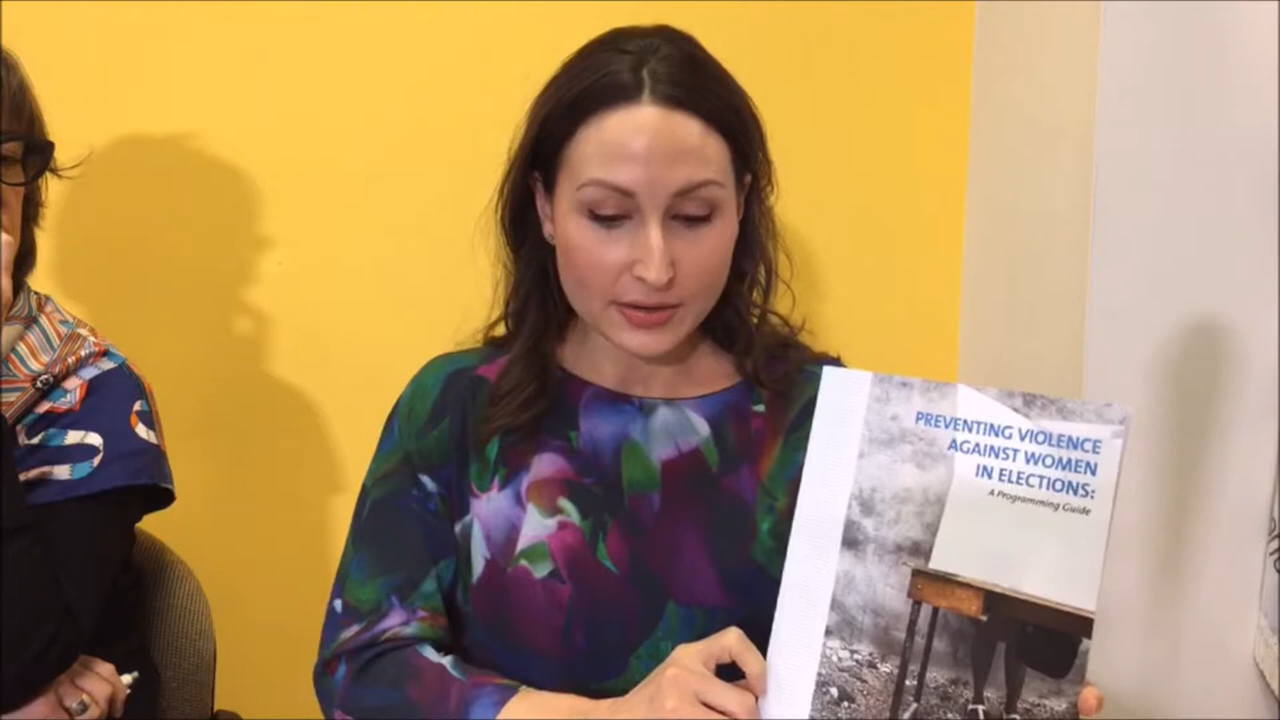 PREVENTING VIOLENCE
AGAINST WOMEN
IN ELECTIONS:
A Programming Guide